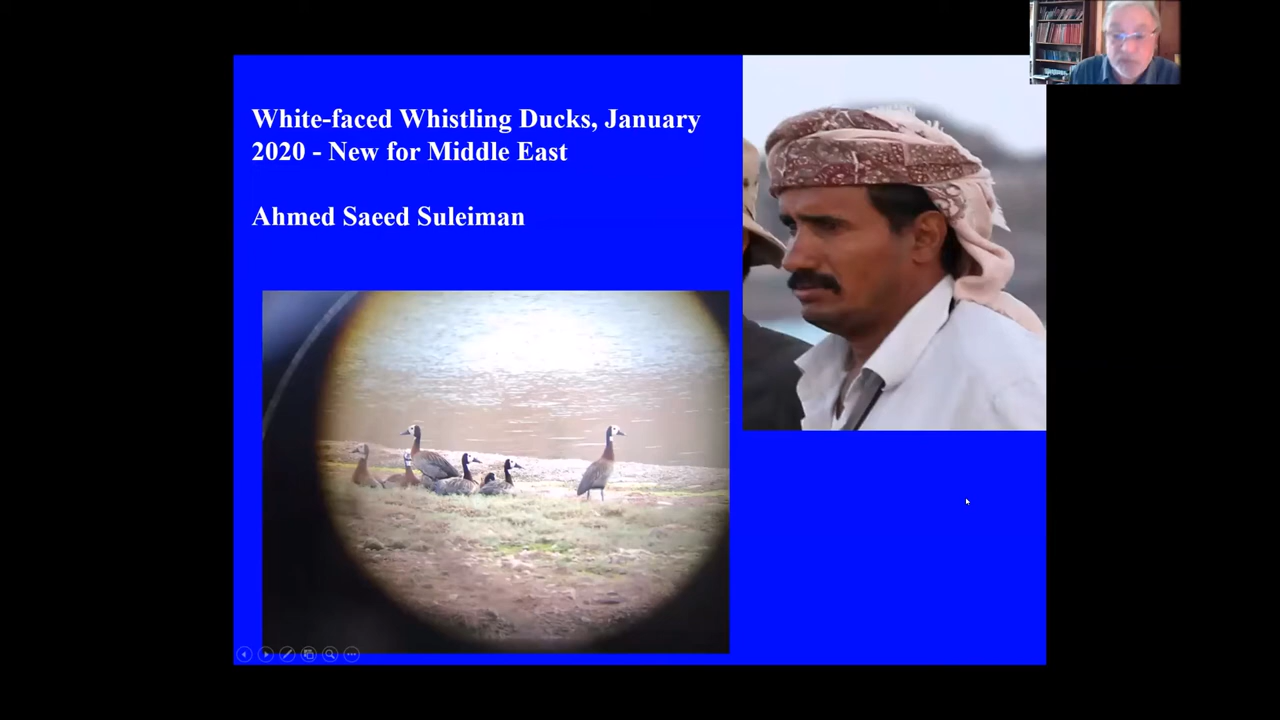 White-faced Whistling Ducks, January
2020 - New for Middle East
Ahmed Saeed Suleiman